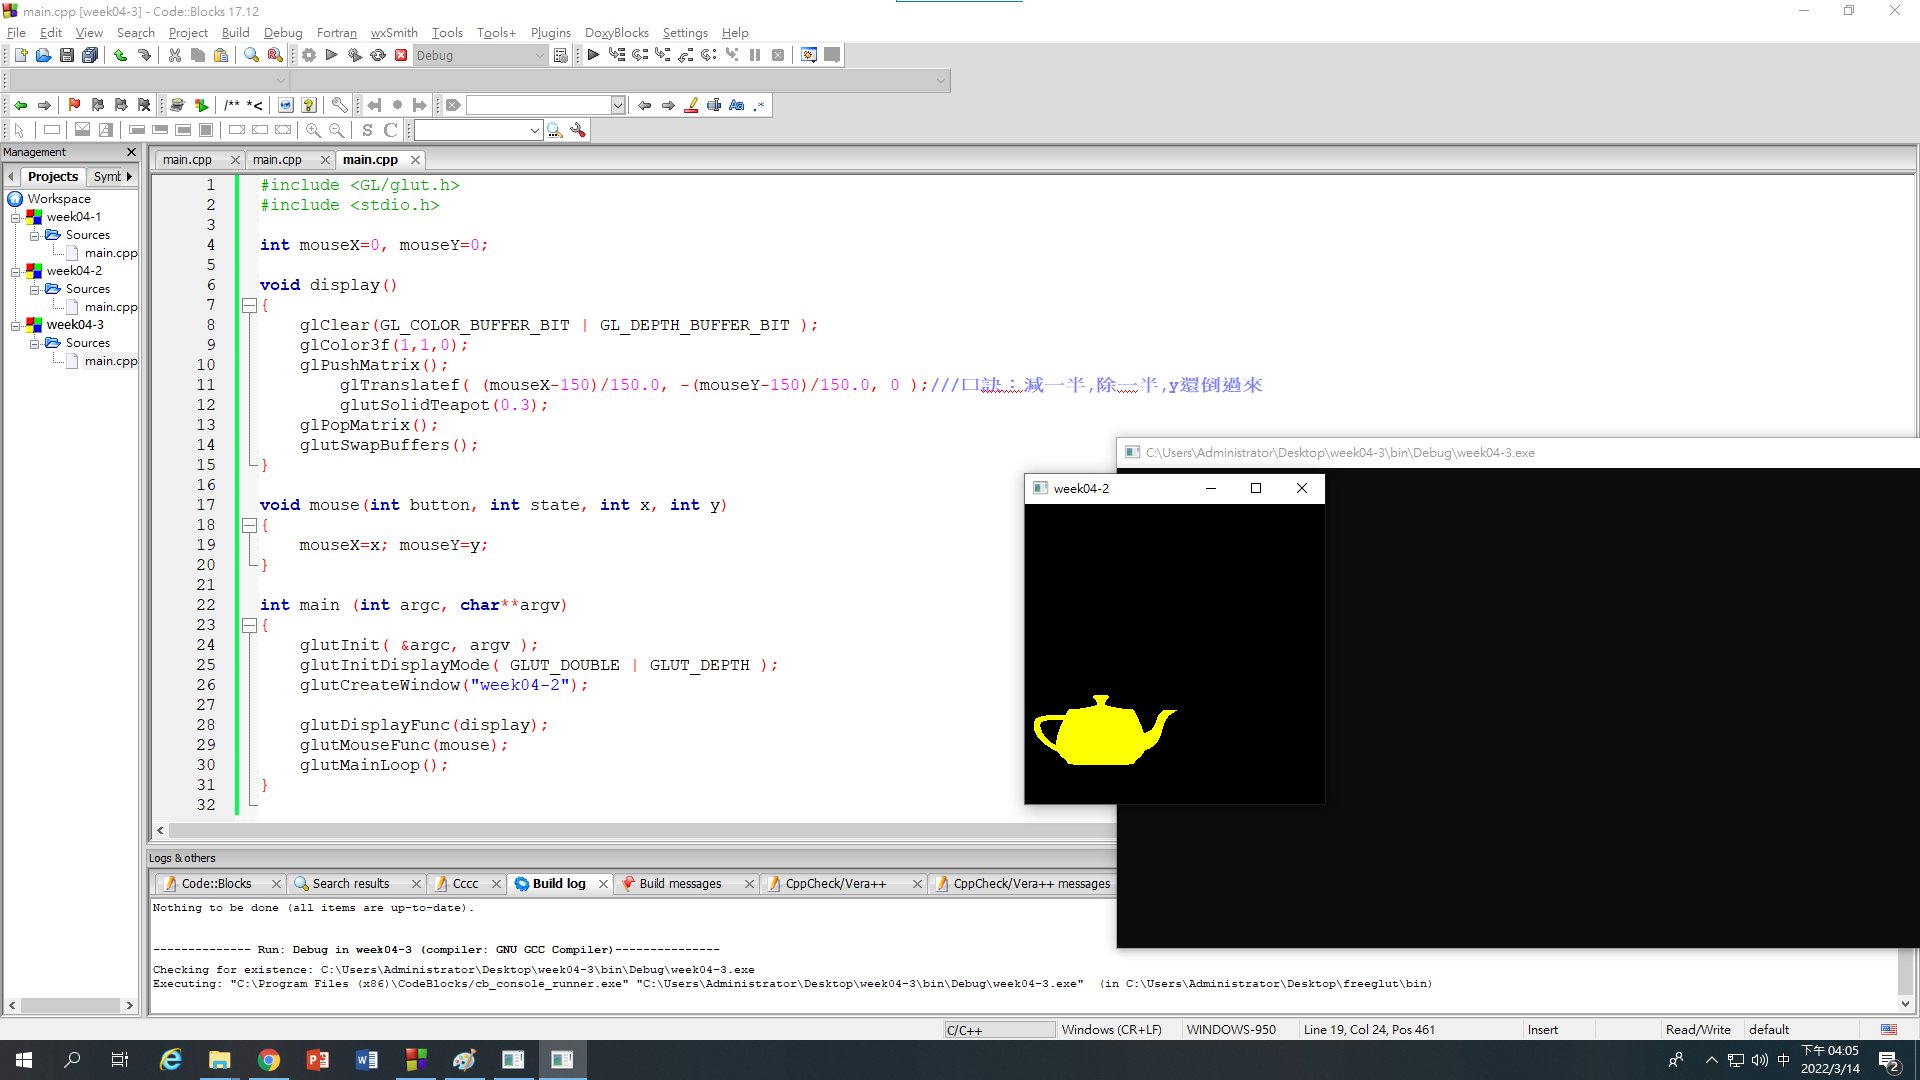 main.cpp [week04-3] - Code::Blocks 17.12
File Edit View Search Project Build Debug Fortran wxSmith Tools Tools+ Plugins DoxyBlocks Settings Help
Debug
/** *<
Aa .*
S C
Management
main.cpp main.cpp main.cpp
Projects Symb
Workspace
week04-1
Sources
main.cpp
week04-2
Sources
main.cpp
week04-3
Sources
main.cpp
1 #include <GL/glut.h>
2 #include <stdio.h>
3
4 int mouseX=0, mouseY=0;
5
6 void display()
7 {
8 glClear(GL_COLOR_BUFFER_BIT | GL_DEPTH_BUFFER_BIT );
9 glColor3f(1,1,0);
10 glPushMatrix();
11 glTranslatef( (mouseX-150)/150.0, -(mouseY-150)/150.0, 0 );///口訣：減一半,除一半,y還倒過來
12 glutSolidTeapot(0.3);
13 glPopMatrix();
14 glutSwapBuffers();
15 }
16
17 void mouse(int button, int state, int x, int y)
18 {
19 mouseX=x; mouseY=y;
20 }
21
22 int main (int argc, char**argv)
23 {
24 glutInit( &argc, argv );
25 glutInitDisplayMode( GLUT_DOUBLE | GLUT_DEPTH );
26 glutCreateWindow("week04-2");
27
28 glutDisplayFunc(display);
29 glutMouseFunc(mouse);
30 glutMainLoop();
31 }
32
C:\Users\Administrator\Desktop\week04-3\bin\Debug\week04-3.exe
week04-2
Logs & others
Code::Blocks Search results Cccc Build log Build messages CppCheck/Vera++ CppCheck/Vera++ messages
Nothing to be done (all items are up-to-date).
-------------- Run: Debug in week04-3 (compiler: GNU GCC Compiler)---------------
Checking for existence: C:\Users\Administrator\Desktop\week04-3\bin\Debug\week04-3.exe
Executing: "C:\Program Files (x86)\CodeBlocks/cb_console_runner.exe" "C:\Users\Administrator\Desktop\week04-3\bin\Debug\week04-3.exe" (in C:\Users\Administrator\Desktop\freeglut\bin)
C/C++ Windows (CR+LF) WINDOWS-950 Line 19, Col 24, Pos 461 Insert Read/Write default
中 下午 04:05
2022/3/14
2